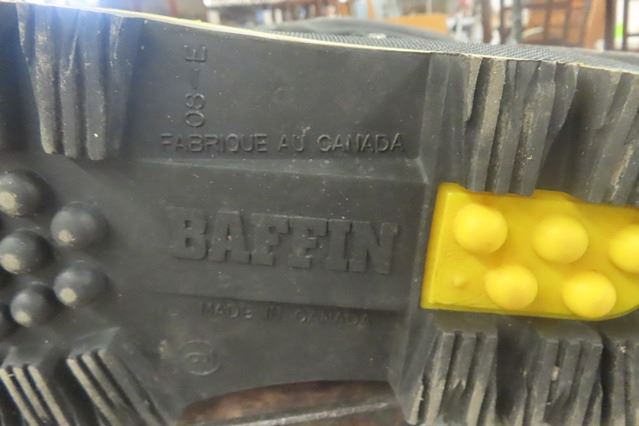 08-E
FABRIQUE AU CANADA
BAFFIN
MADE IN CANADA